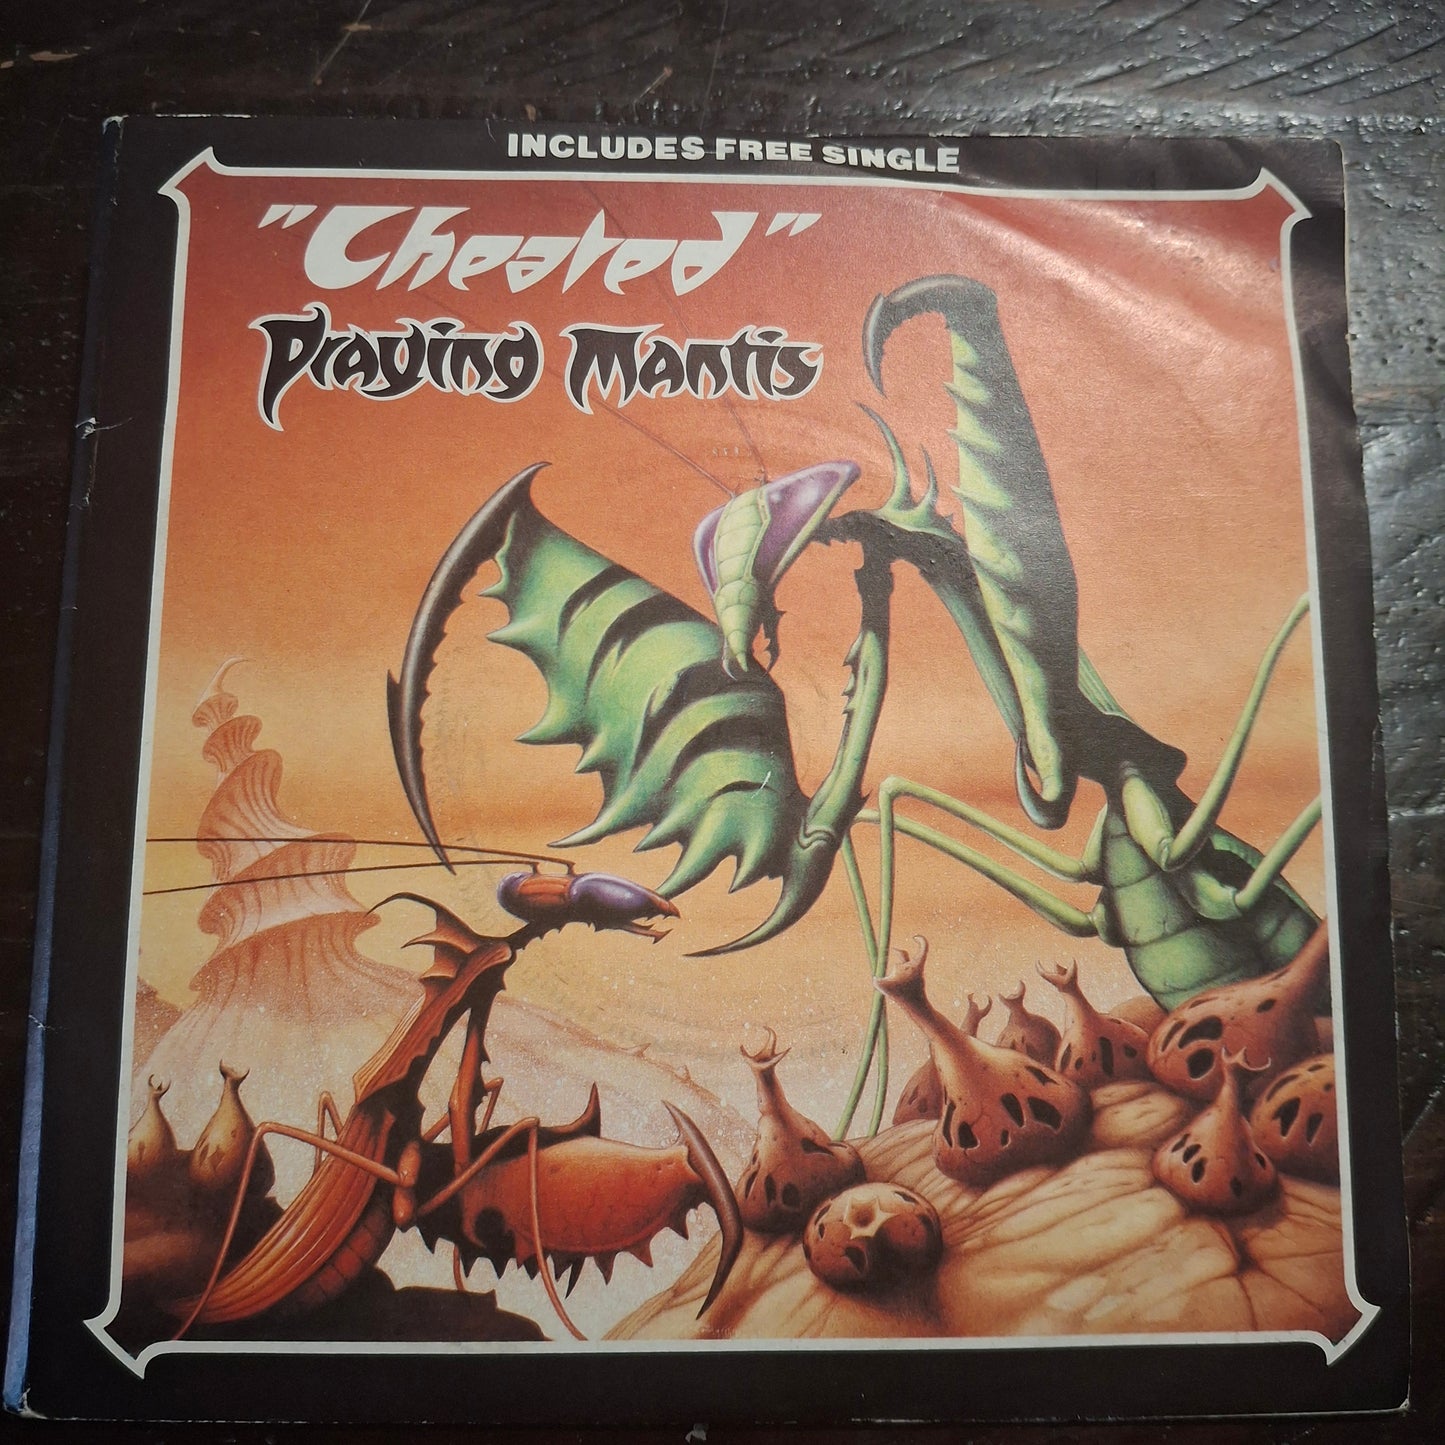 INCLUDES FREE SINGLE
"Cheated"
Praying Mantis